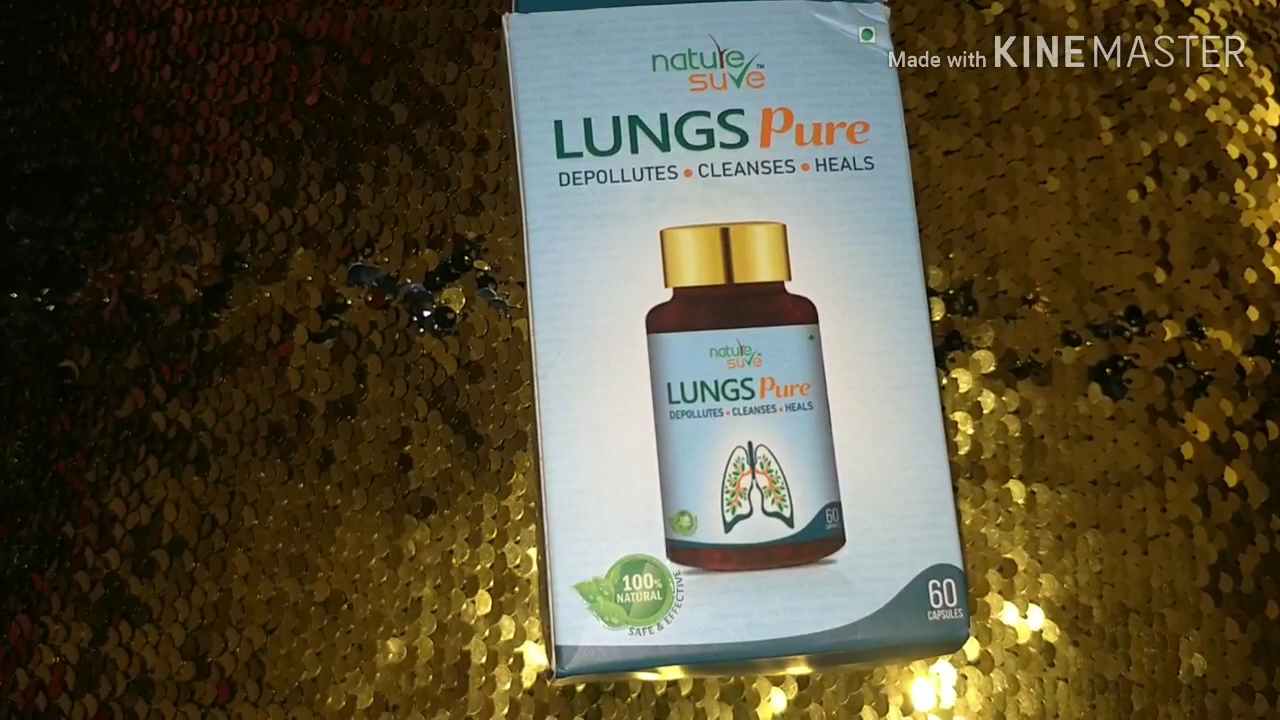 Made with KINEMASTER
nature
sure™
LUNGS Pure
DEPOLLUTES • CLEANSES • HEALS
nature
sure
LUNGS Pure
DEPOLLUTES • CLEANSES • HEALS
60
100%
NATURAL
SAFE & EFFECTIVE
60
CAPSULES